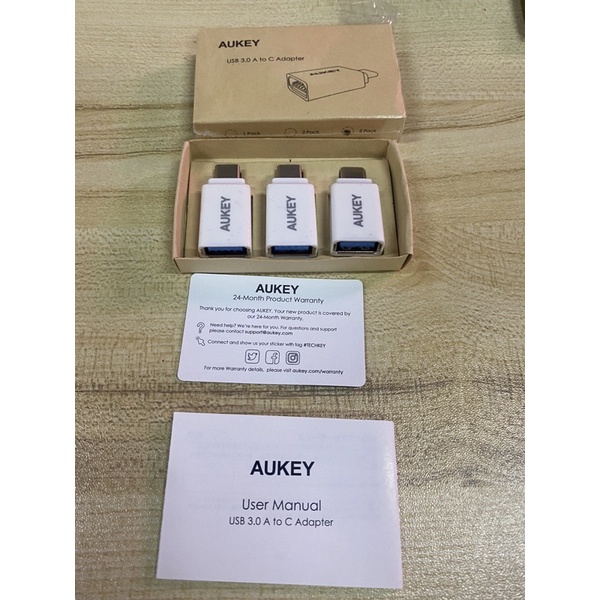 AUKEY
USB 3.0 A to C Adapter
1 Pack 2 Pack 3 Pack
AUKEY
AUKEY
AUKEY
AUKEY
24-Month Product Warranty
Thank you for choosing AUKEY. Your new product is covered by
our 24-Month Warranty.
Need help? We're here for you. For questions and support
please contact support@aukey.com
Connect and show us your sticker with tag #TECHKEY
For more Warranty details, please visit aukey.com/warranty
AUKEY
User Manual
USB 3.0 A to C Adapter